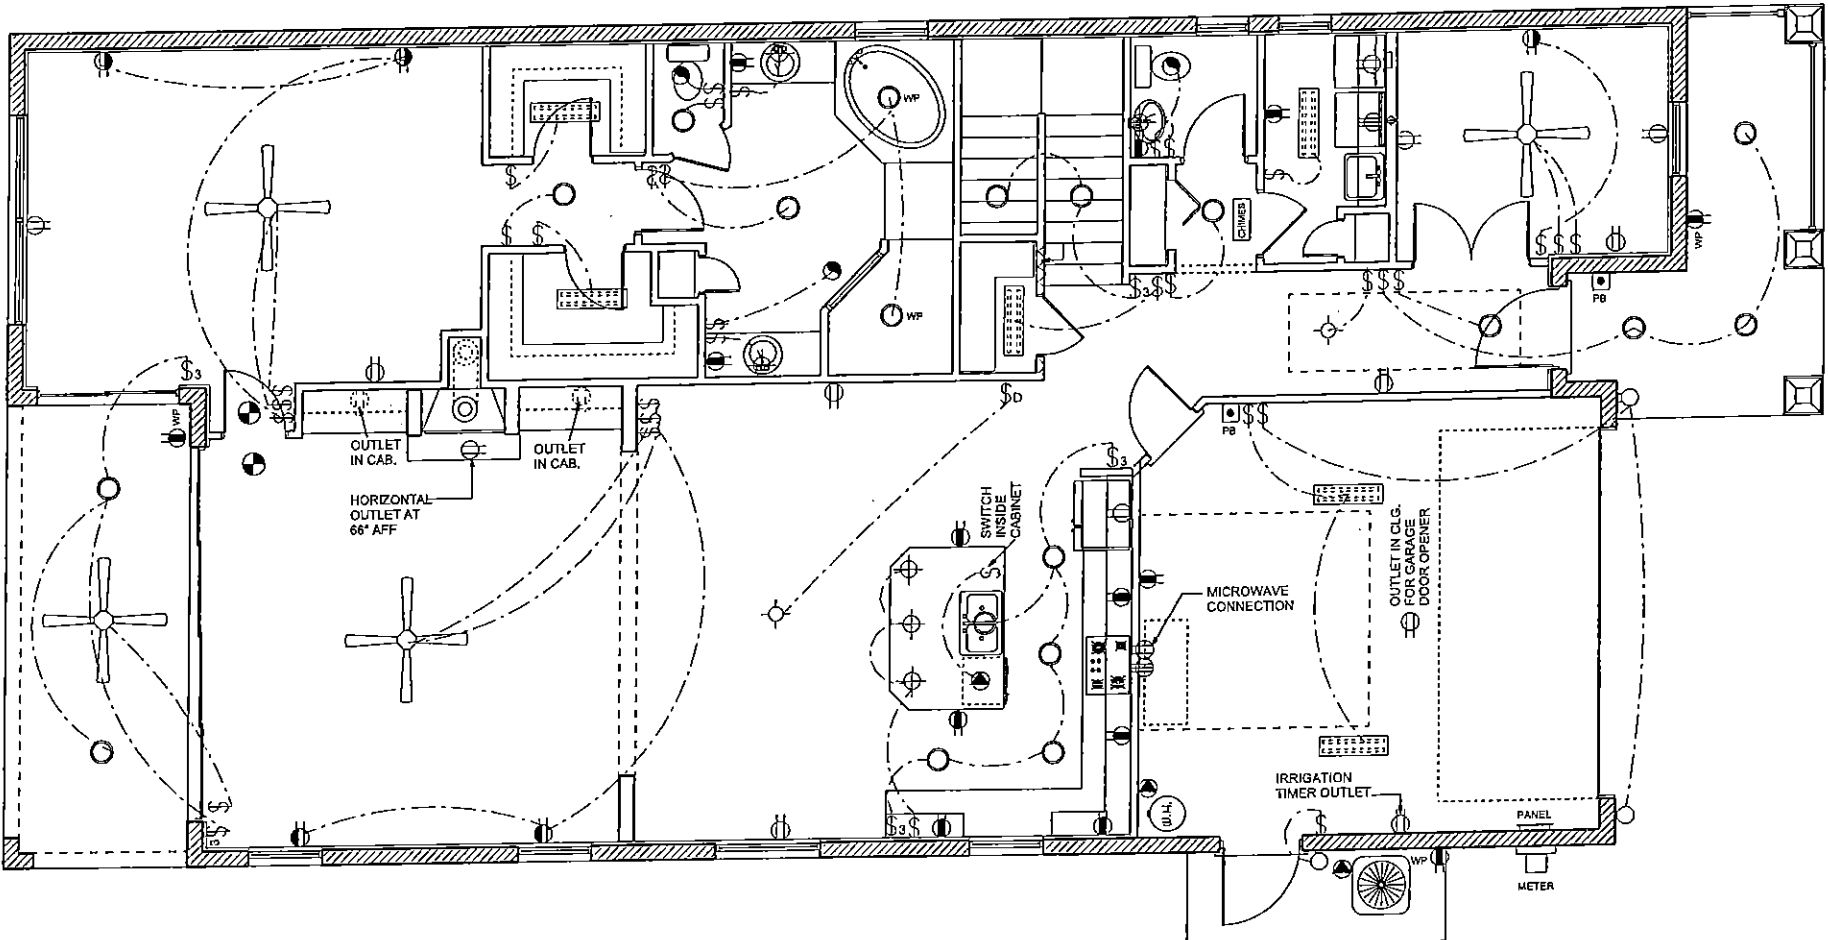 WP
CHIMES
WP
WP
$3
PB
WP
$3
$D
WP
PB
OUTLET
IN CAB.
OUTLET
IN CAB.
$3
HORIZONTAL
OUTLET AT
66" AFF
SWITCH
INSIDE
CABINET
OUTLET IN CLG.
FOR GARAGE
DOOR OPENER
MICROWAVE
CONNECTION
IRRIGATION
TIMER OUTLET
W.H.
PANEL
$3
$3
WP
METER